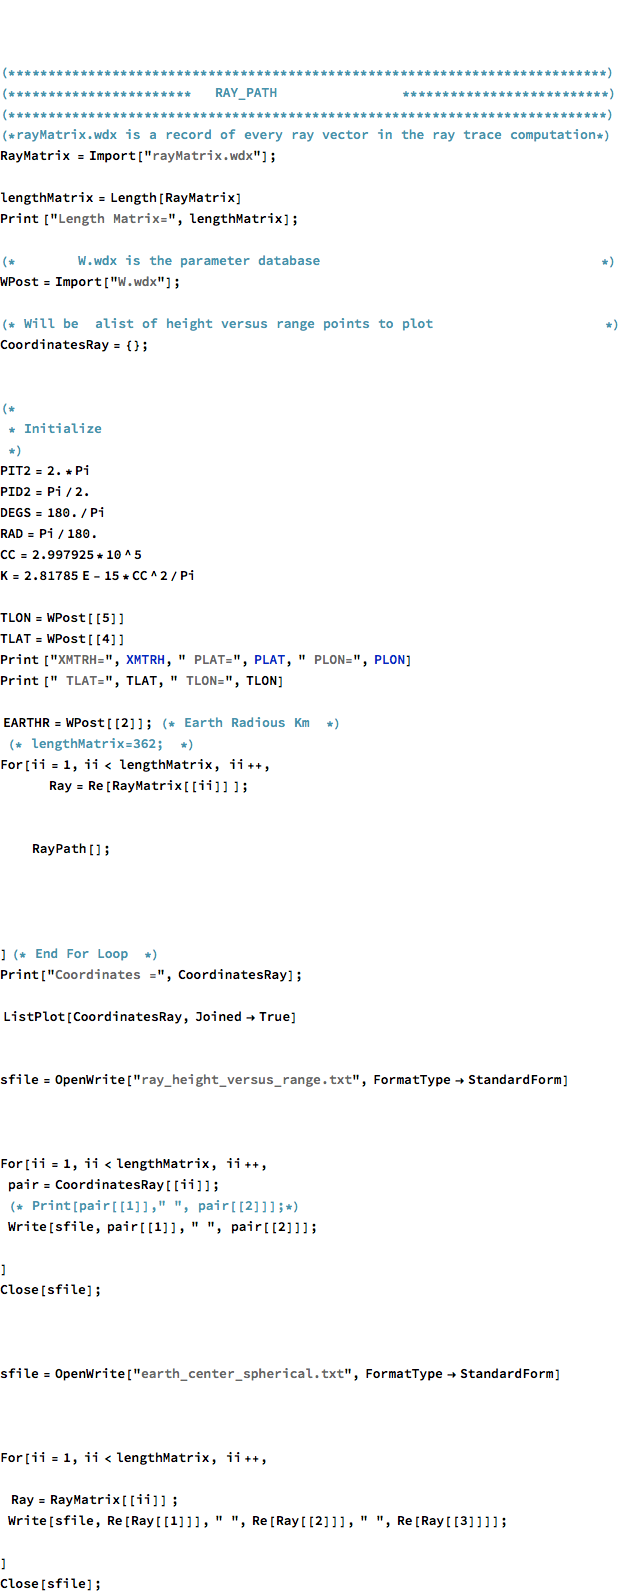 (***************************************************************************)
(*********************** RAY_PATH **************************)
(***************************************************************************)
(*rayMatrix.wdx is a record of every ray vector in the ray trace computation*)
RayMatrix = Import["rayMatrix.wdx"];
lengthMatrix = Length[RayMatrix]
Print ["Length Matrix=", lengthMatrix];
(* W.wdx is the parameter database *)
WPost = Import["W.wdx"];
(* Will be alist of height versus range points to plot *)
CoordinatesRay = {};
(*
* Initialize
*)
PIT2 = 2. * Pi
PID2 = Pi / 2.
DEGS = 180. / Pi
RAD = Pi / 180.
CC = 2.997925 * 10 ^ 5
K = 2.81785 E - 15 * CC ^ 2 / Pi
TLON = WPost[[5]]
TLAT = WPost[[4]]
Print ["XMTRH=", XMTRH, " PLAT=", PLAT, " PLON=", PLON]
Print [" TLAT=", TLAT, " TLON=", TLON]
EARTHR = WPost[[2]]; (* Earth Radious Km *)
(* lengthMatrix=362; *)
For[ii = 1, ii < lengthMatrix, ii ++,
Ray = Re[RayMatrix[[ii]] ];
RayPath[];
] (* End For Loop *)
Print["Coordinates =", CoordinatesRay];
ListPlot[CoordinatesRay, Joined → True]
sfile = OpenWrite["ray_height_versus_range.txt", FormatType → StandardForm]
For[ii = 1, ii < lengthMatrix, ii ++,
pair = CoordinatesRay[[ii]];
(* Print[pair[[1]]," ", pair[[2]]];*)
Write[sfile, pair[[1]], " ", pair[[2]]];
]
Close[sfile];
sfile = OpenWrite["earth_center_spherical.txt", FormatType → StandardForm]
For[ii = 1, ii < lengthMatrix, ii ++,
Ray = RayMatrix[[ii]] ;
Write[sfile, Re[Ray[[1]]], " ", Re[Ray[[2]]], " ", Re[Ray[[3]]]];
]
Close[sfile];